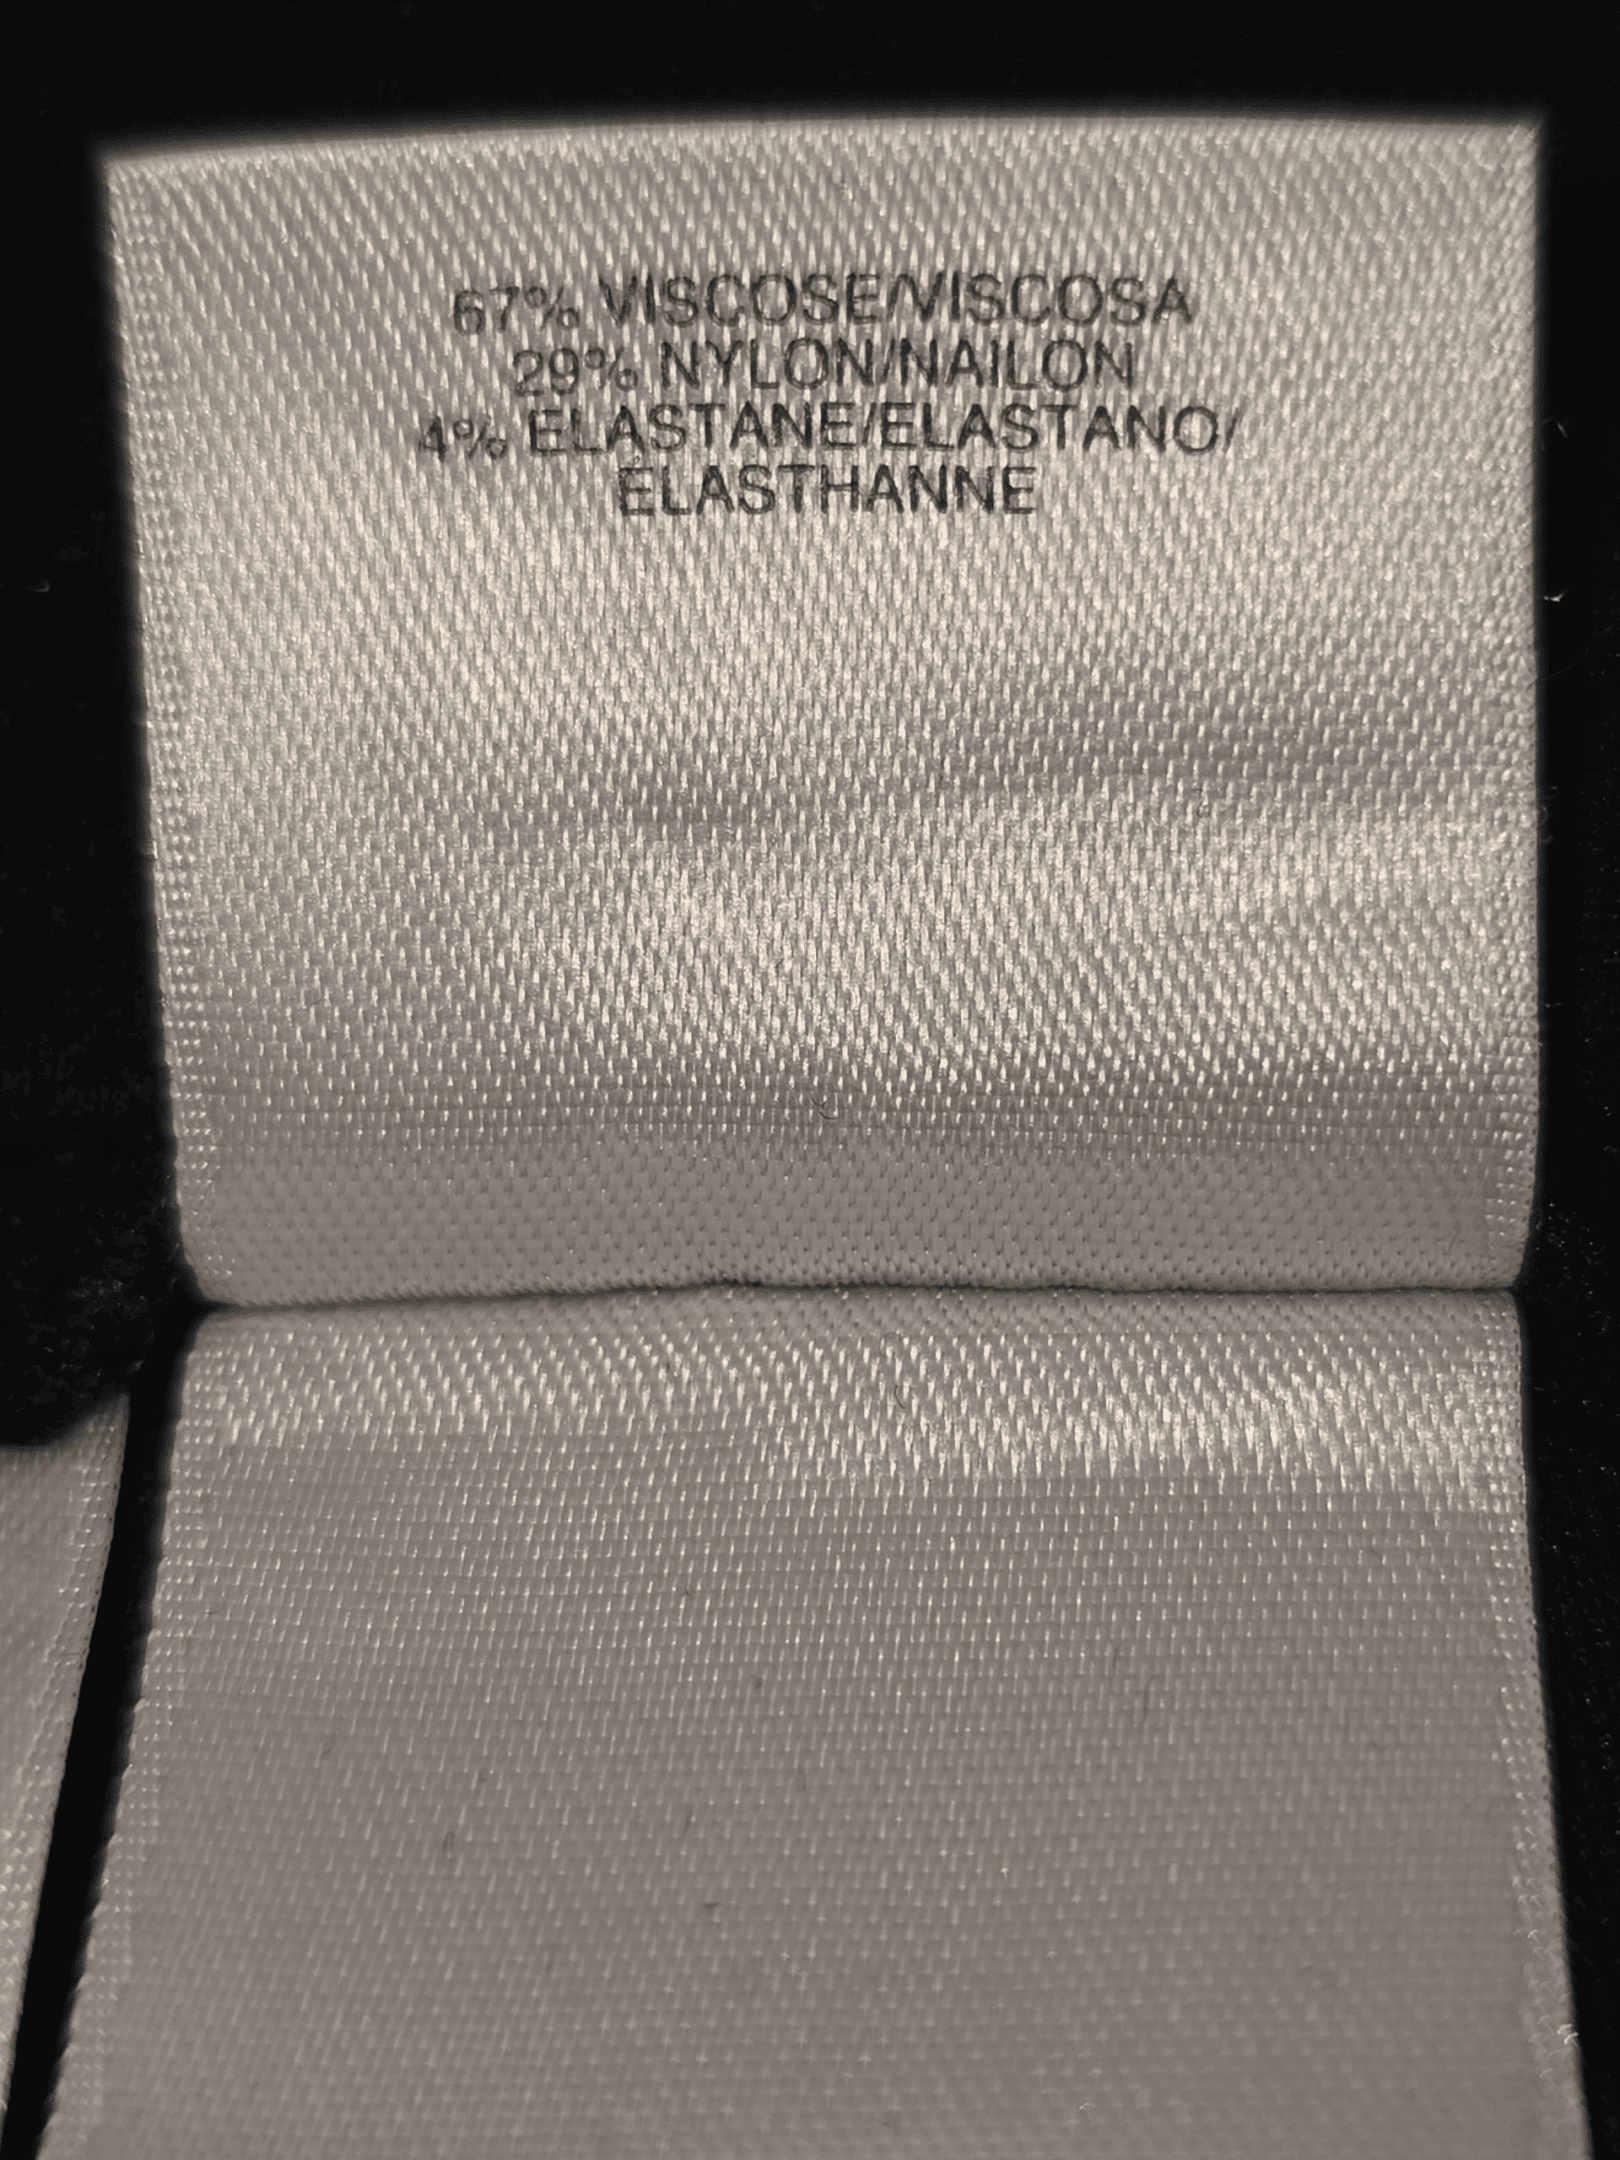 67% VISCOSE/VISCOSA
29% NYLON/NAILON
4% ELASTANE/ELASTANO/
ÉLASTHANNE